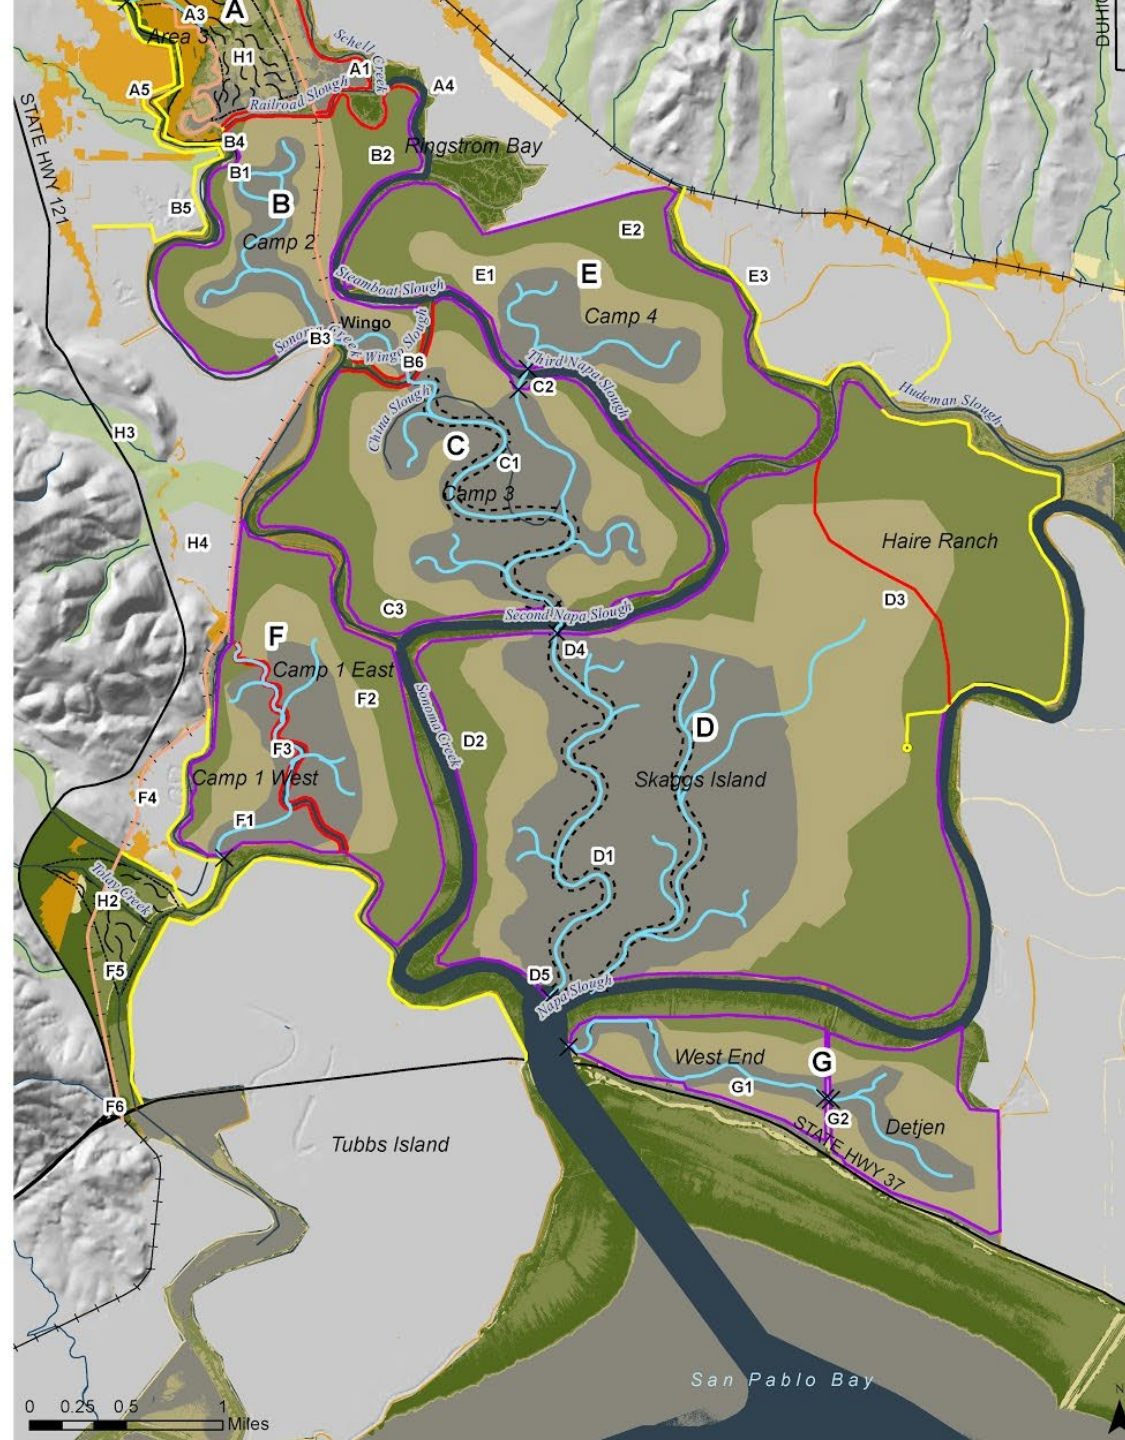 A3
A
Area 3
H1
Schell Creek
A1
A4
A5
Railroad Slough
DUHIG
STATE HWY 121
B4
B2
Ringstrom Bay
B1
B
B5
Camp 2
E2
E1
E
E3
Steamboat Slough
Camp 4
Wingo
B3
Sonoma Creek
Wingo Slough
B6
Third Napa Slough
C2
China Slough
Hudeman Slough
H3
C
C1
Camp 3
H4
Haire Ranch
D3
C3
Second Napa Slough
F
D4
Camp 1 East
F2
Sonoma Creek
D2
D
F3
Camp 1 West
Skaggs Island
F4
F1
D1
Tolay Creek
H2
F5
D5
Napa Slough
West End
G
G1
G2
Detjen
F6
STATE HWY 37
Tubbs Island
San Pablo Bay
N
0 0.25 0.5 1
Miles